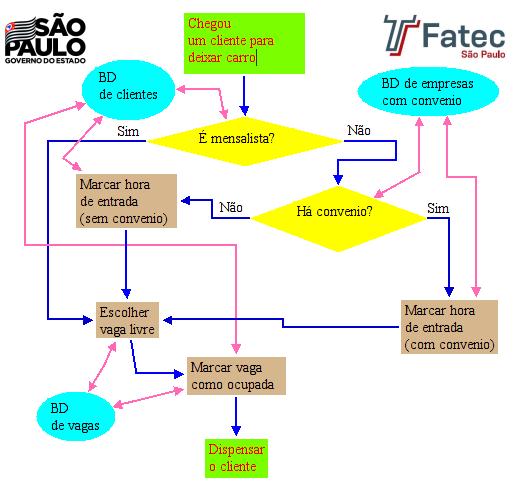 SÃO
PAULO
GOVERNO DO ESTADO
Chegou
um cliente para
deixar carro
Fatec
São Paulo
BD
de clientes
BD de empresas
com convenio
Sim
É mensalista?
Não
Marcar hora
de entrada
(sem convenio)
Não
Há convenio?
Sim
Escolher
vaga livre
Marcar hora
de entrada
(com convenio)
Marcar vaga
como ocupada
BD
de vagas
Dispensar
o cliente